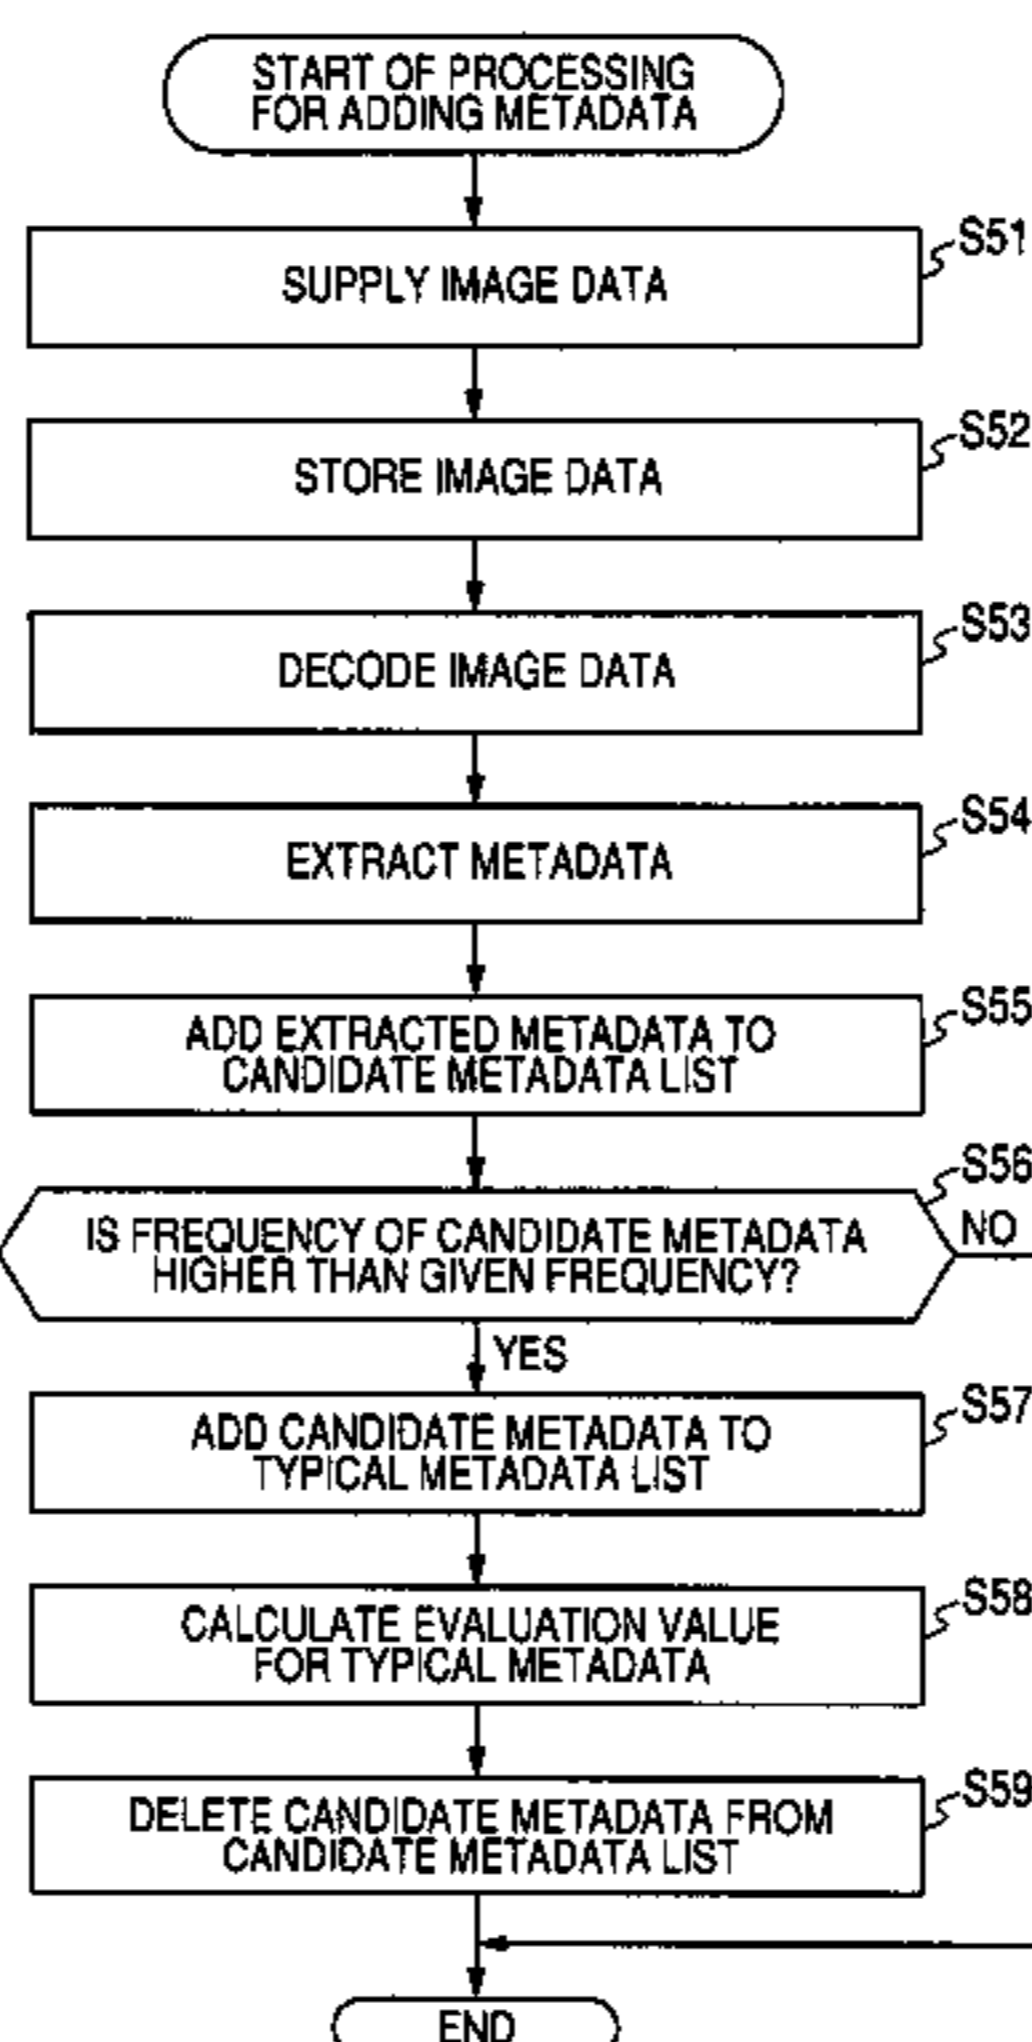 START OF PROCESSING
FOR ADDING METADATA
S51
SUPPLY IMAGE DATA
S52
STORE IMAGE DATA
S53
DECODE IMAGE DATA
S54
EXTRACT METADATA
S55
ADD EXTRACTED METADATA TO
CANDIDATE METADATA LIST
S56
IS FREQUENCY OF CANDIDATE METADATA
HIGHER THAN GIVEN FREQUENCY?
NO
YES
S57
ADD CANDIDATE METADATA TO
TYPICAL METADATA LIST
S58
CALCULATE EVALUATION VALUE
FOR TYPICAL METADATA
S59
DELETE CANDIDATE METADATA FROM
CANDIDATE METADATA LIST
END